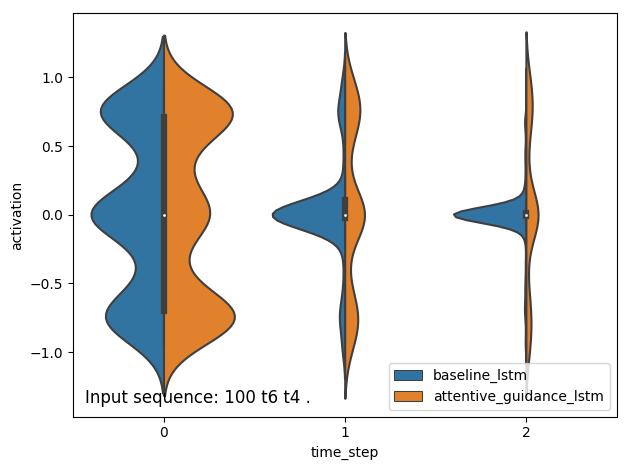 1.0
0.5
0.0
−0.5
−1.0
activation
Input sequence: 100 t6 t4 .
baseline_lstm
attentive_guidance_lstm
0 1 2
time_step